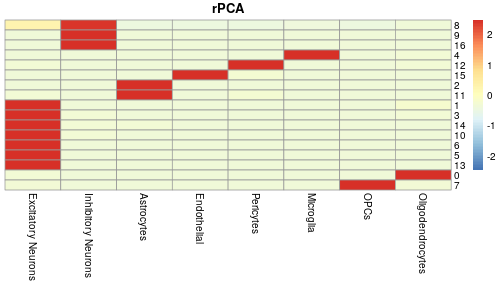 rPCA
8
9
16
4
12
15
2
11
1
3
14
10
6
5
13
0
7
2
1
0
-1
-2
Excitatory Neurons
Inhibitory Neurons
Astrocytes
Endothelial
Pericytes
Microglia
OPCs
Oligodendrocytes